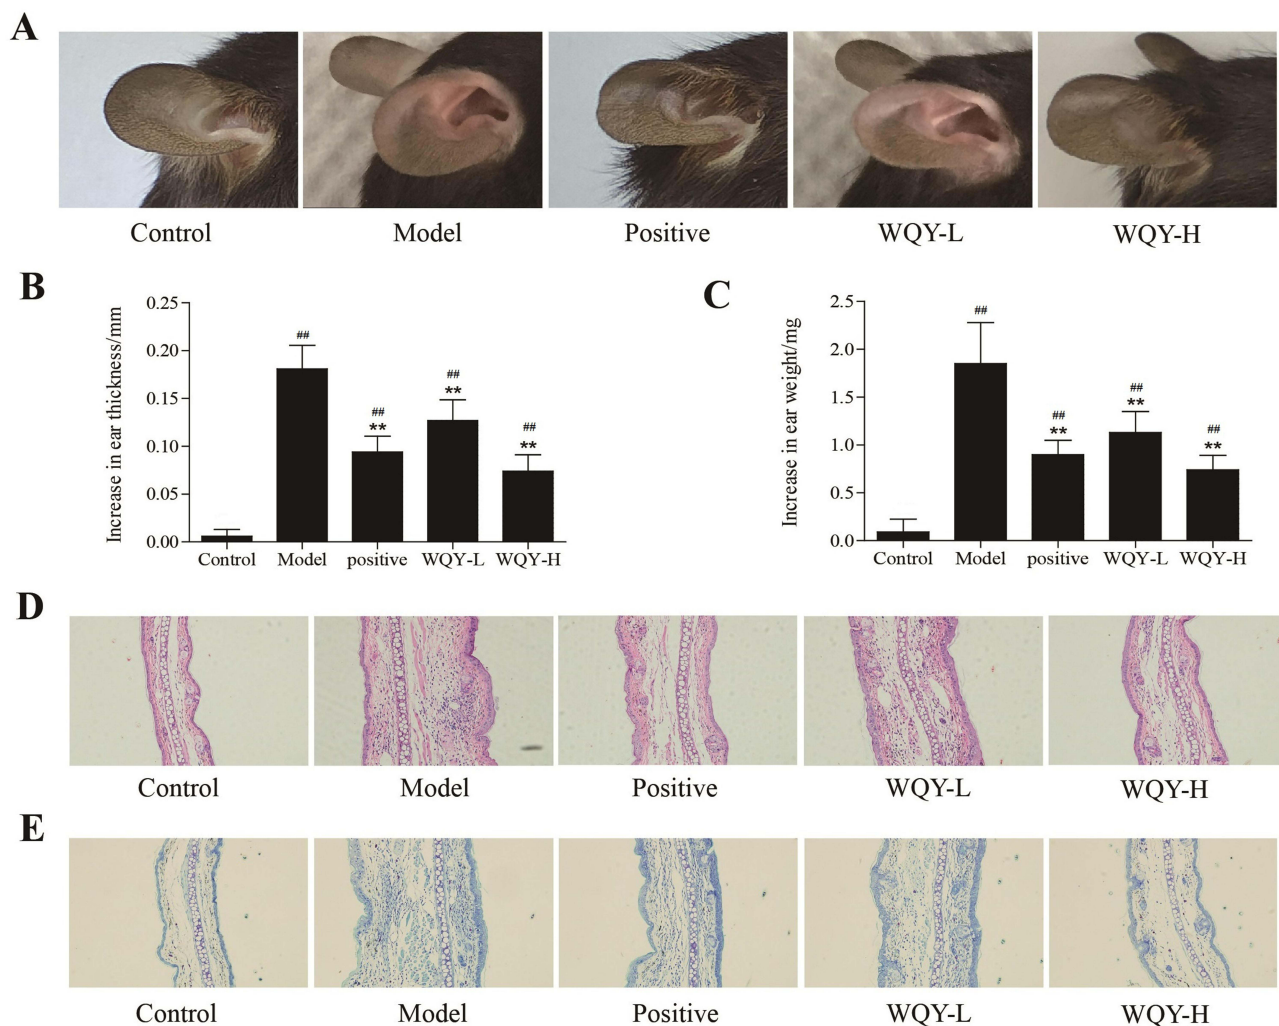 A
Control Model Positive WQY-L WQY-H
B
Increase in ear thickness/mm
0.25
0.20
0.15
0.10
0.05
0.00
##
##
**
##
**
##
**
Control Model positive WQY-L WQY-H
C
Increase in ear weight/mg
2.5
2.0
1.5
1.0
0.5
0.0
##
##
**
##
**
##
**
Control Model Positive WQY-L WQY-H
D
Control Model Positive WQY-L WQY-H
E
Control Model Positive WQY-L WQY-H